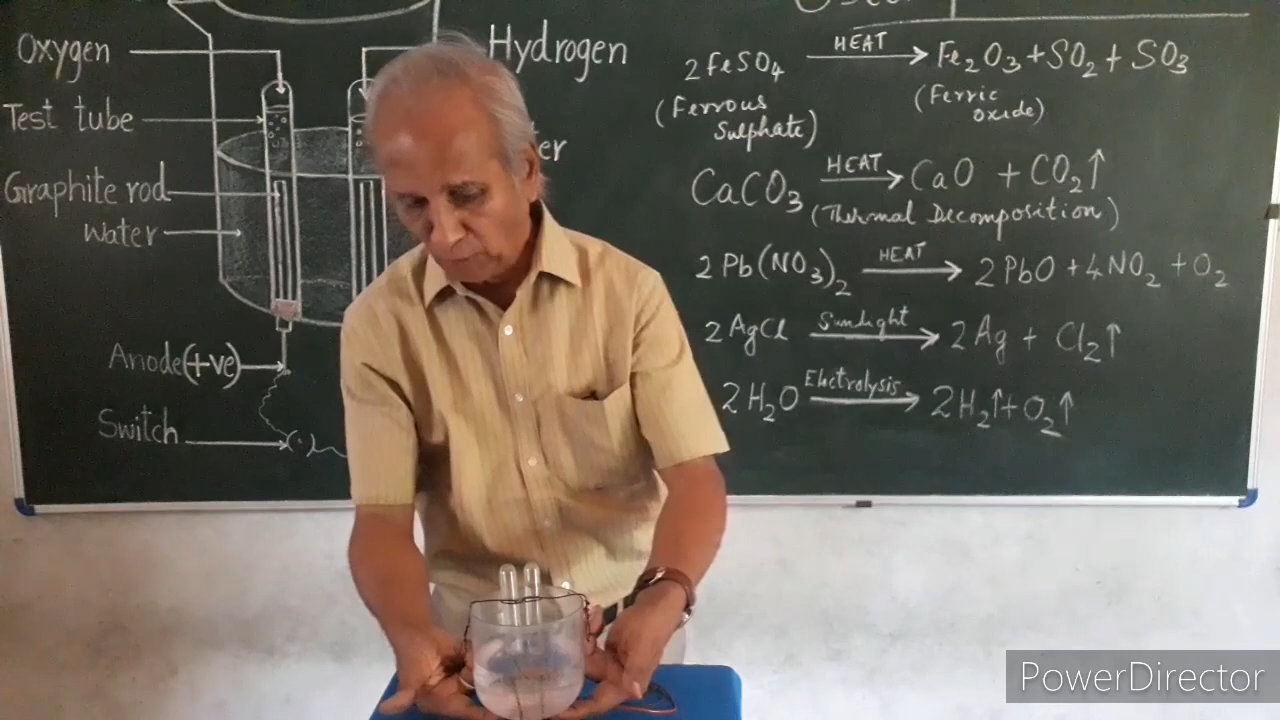 Oxygen
Hydrogen
Test tube
Graphite rod
Water
Anode(+ve)
Switch
2FeSO₄ HEAT → Fe₂O₃ + SO₂ + SO₃
(Ferrous Sulphate)
(Ferric oxide)
CaCO₃ HEAT → CaO + CO₂↑
(Thermal Decomposition)
2Pb(NO₃)₂ HEAT → 2PbO + 4NO₂ + O₂
2AgCl Sunlight → 2Ag + Cl₂↑
2H₂O Electrolysis → 2H₂↑+ O₂↑
PowerDirector